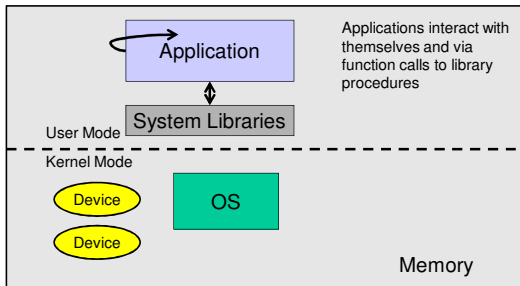 Application
Applications interact with
themselves and via
function calls to library
procedures
System Libraries
User Mode
Kernel Mode
Device
OS
Device
Memory